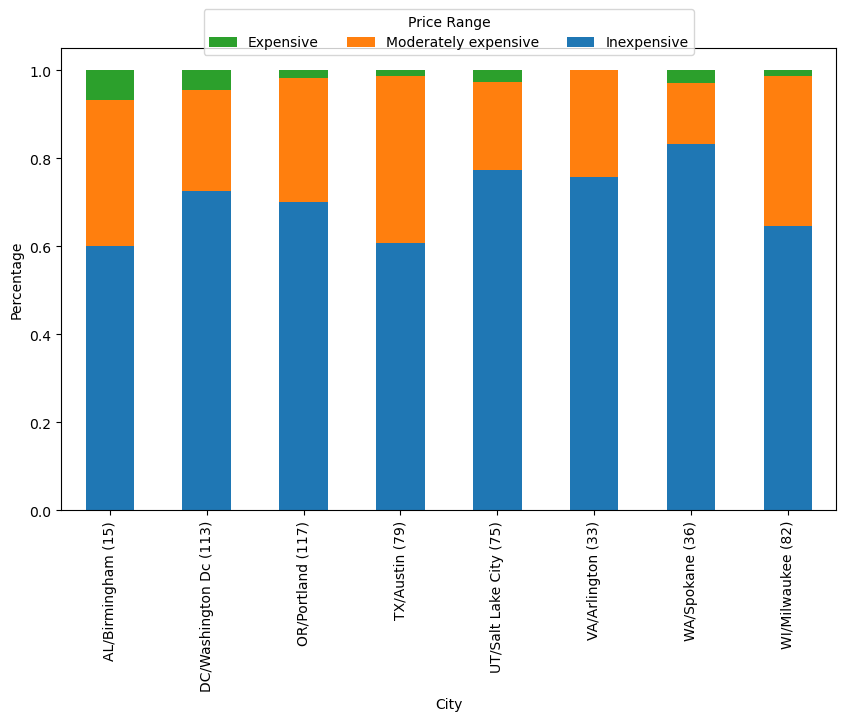 Price Range
Expensive
Moderately expensive
Inexpensive
1.0
0.8
0.6
0.4
0.2
0.0
Percentage
AL/Birmingham (15)
DC/Washington Dc (113)
OR/Portland (117)
TX/Austin (79)
UT/Salt Lake City (75)
VA/Arlington (33)
WA/Spokane (36)
WI/Milwaukee (82)
City